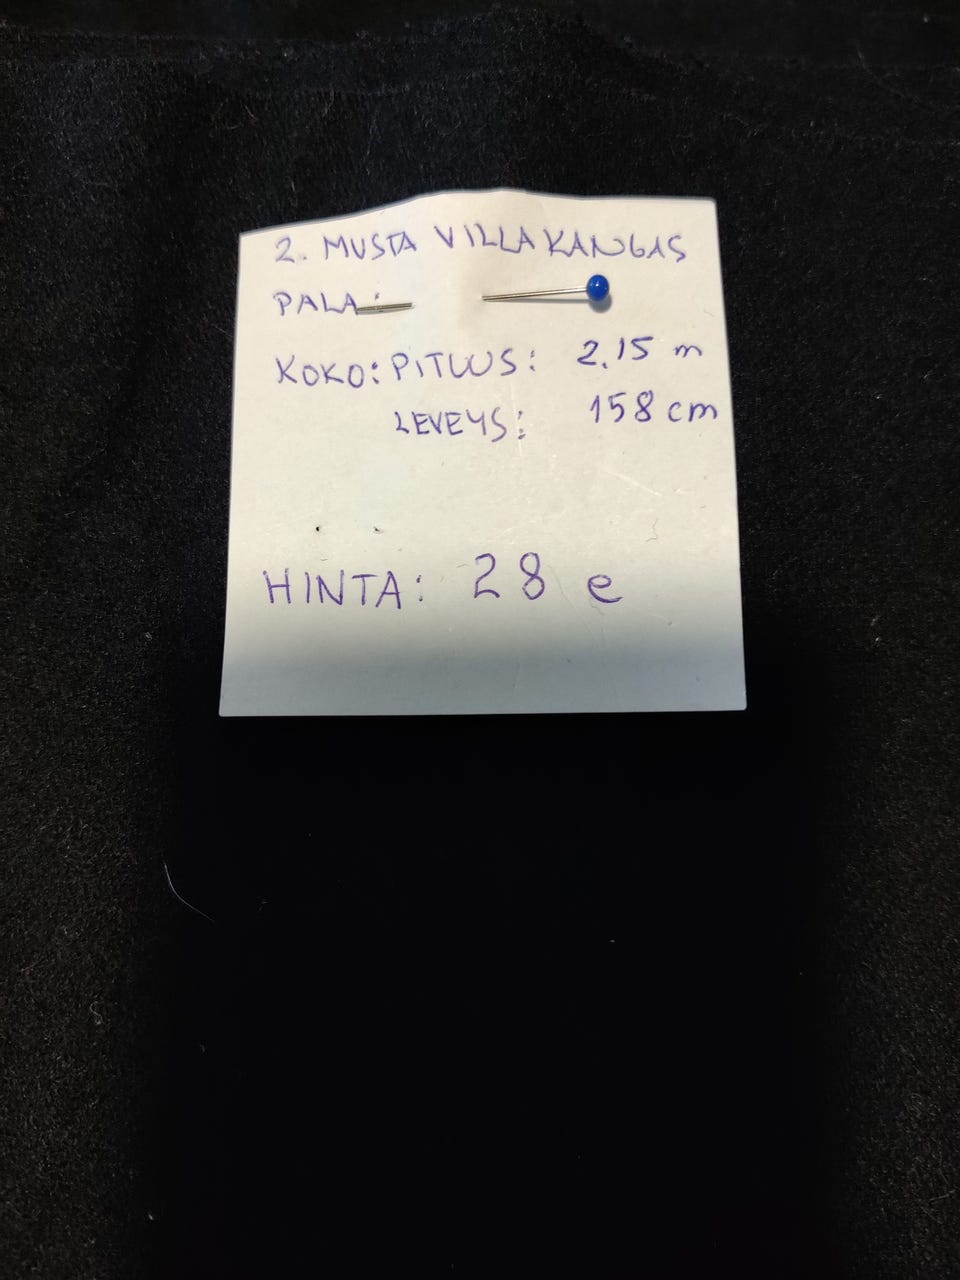 2. MUSTA VILLAKANGAS
PALA:
KOKO: PITUUS: 2.15 m
LEVEYS: 158 cm
HINTA: 28 e